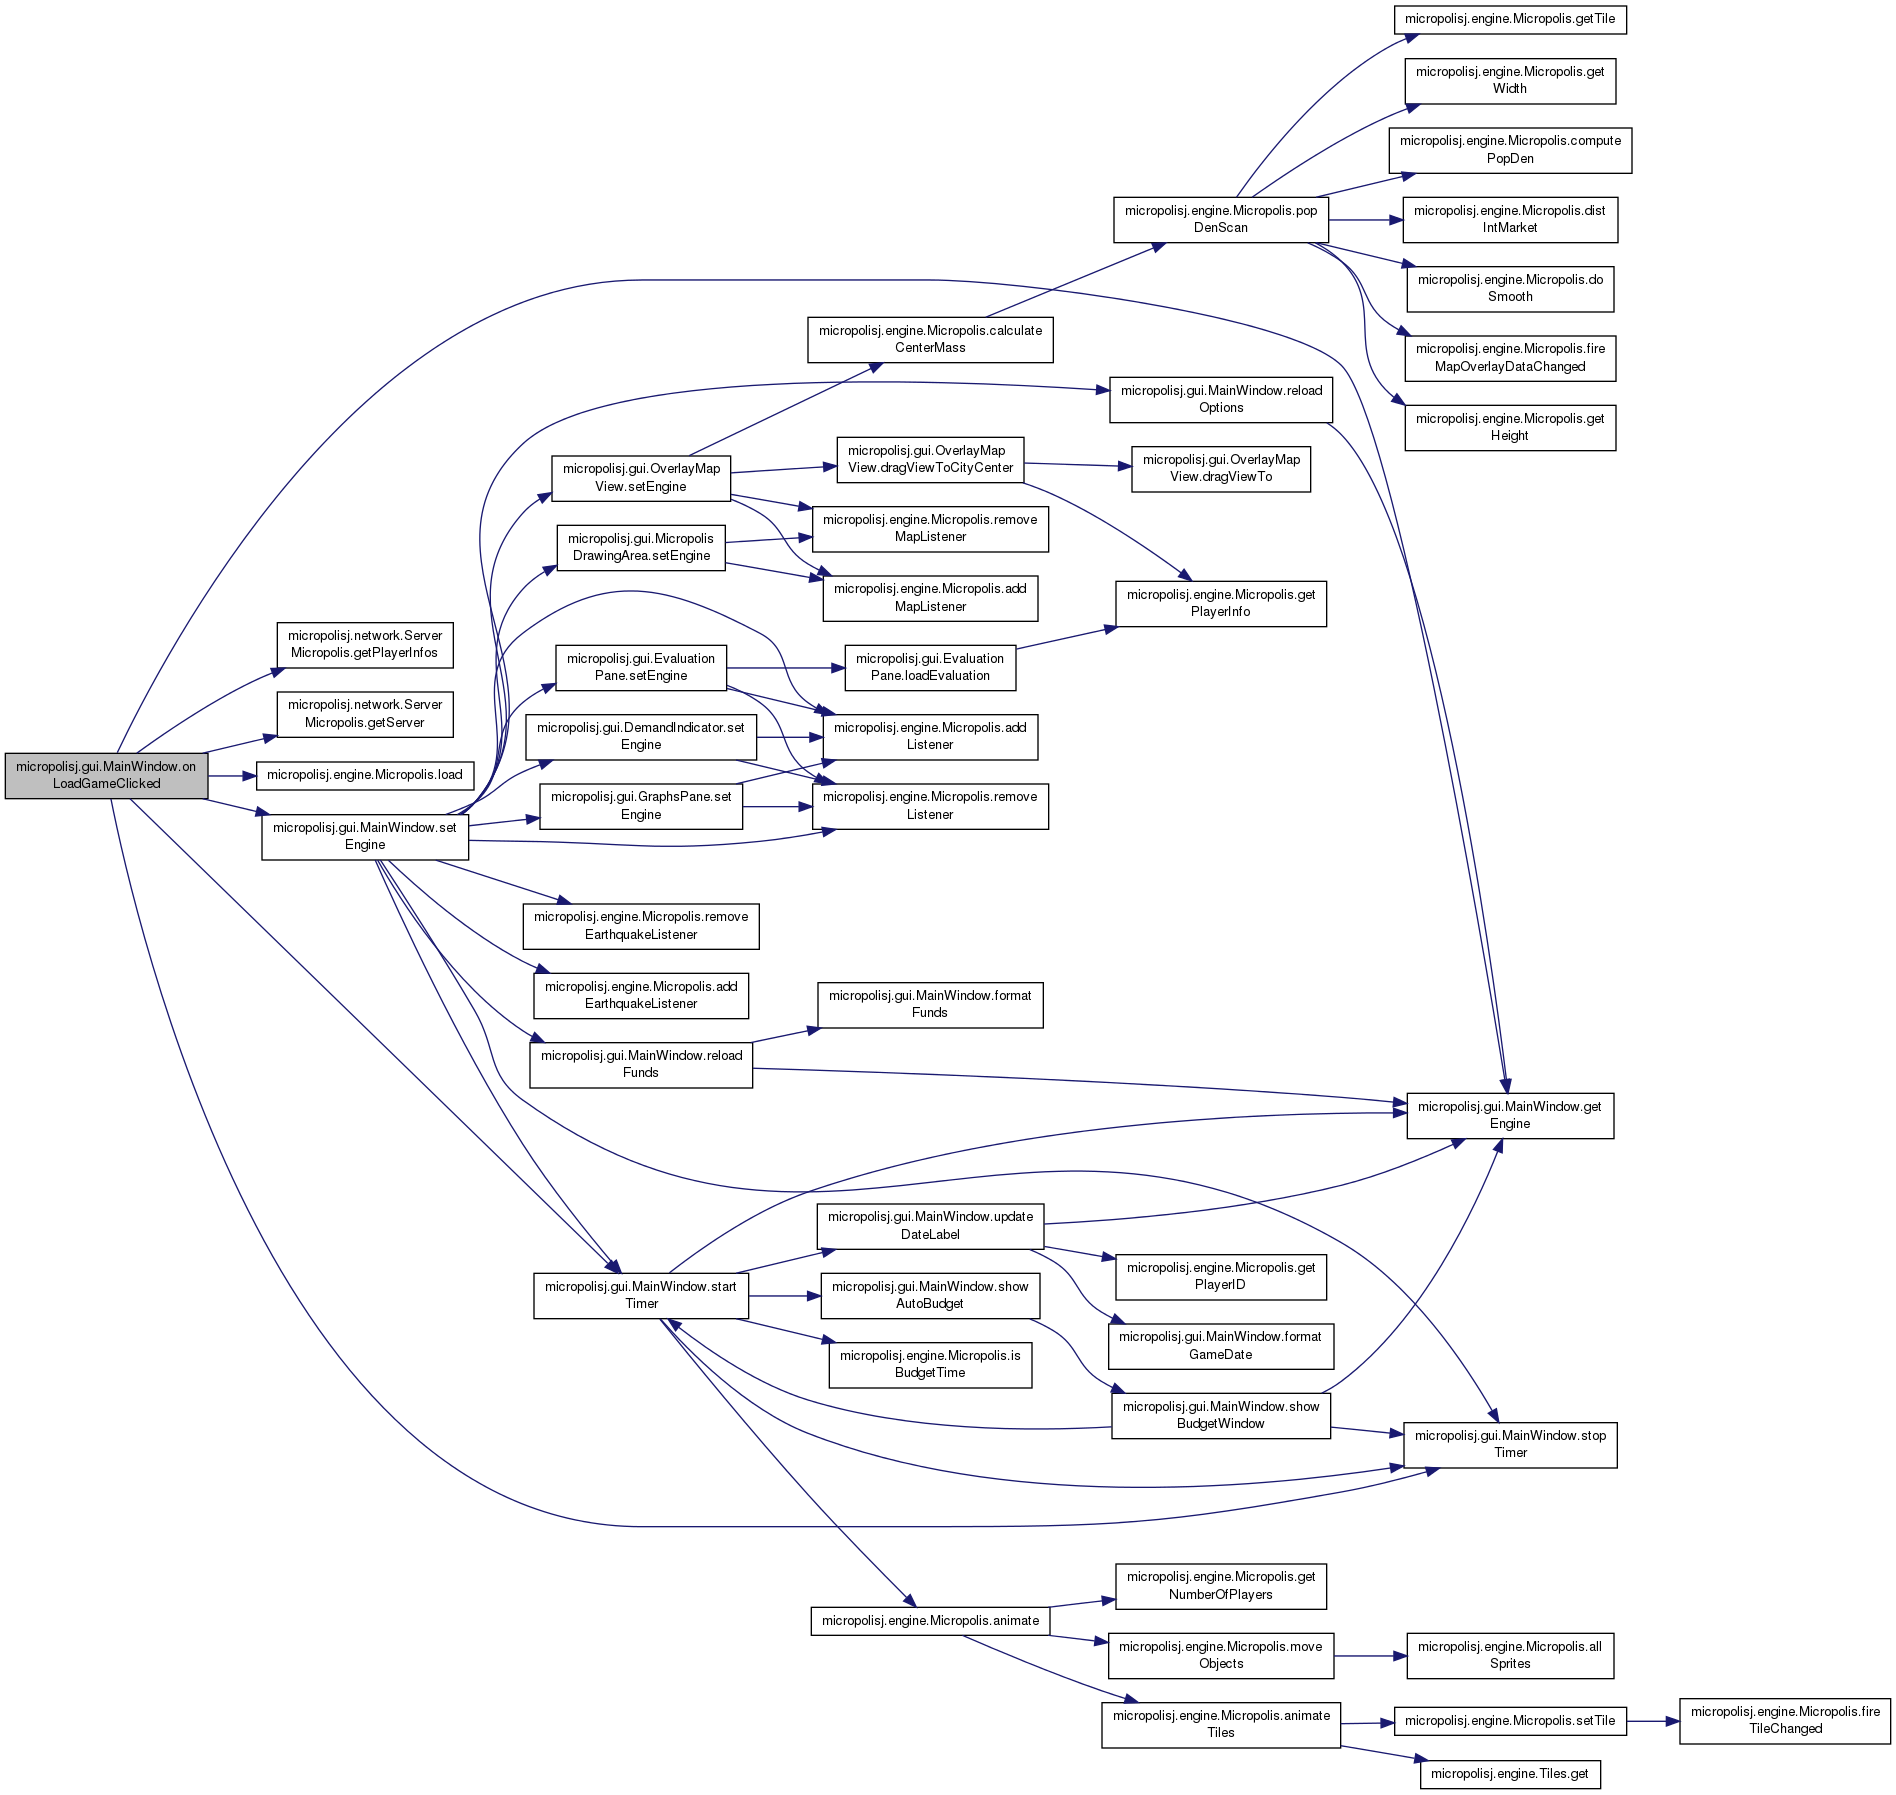 micropolisj.gui.MainWindow.on
LoadGameClicked
micropolisj.network.Server
Micropolis.getPlayerInfos
micropolisj.network.Server
Micropolis.getServer
micropolisj.engine.Micropolis.load
micropolisj.gui.MainWindow.set
Engine
micropolisj.gui.OverlayMap
View.setEngine
micropolisj.gui.Micropolis
DrawingArea.setEngine
micropolisj.gui.Evaluation
Pane.setEngine
micropolisj.gui.DemandIndicator.set
Engine
micropolisj.gui.GraphsPane.set
Engine
micropolisj.engine.Micropolis.remove
EarthquakeListener
micropolisj.engine.Micropolis.add
EarthquakeListener
micropolisj.gui.MainWindow.reload
Funds
micropolisj.gui.MainWindow.start
Timer
micropolisj.engine.Micropolis.calculate
CenterMass
micropolisj.gui.OverlayMap
View.dragViewToCityCenter
micropolisj.engine.Micropolis.remove
MapListener
micropolisj.engine.Micropolis.add
MapListener
micropolisj.gui.Evaluation
Pane.loadEvaluation
micropolisj.engine.Micropolis.add
Listener
micropolisj.engine.Micropolis.remove
Listener
micropolisj.gui.MainWindow.format
Funds
micropolisj.gui.MainWindow.update
DateLabel
micropolisj.gui.MainWindow.show
AutoBudget
micropolisj.engine.Micropolis.is
BudgetTime
micropolisj.engine.Micropolis.animate
micropolisj.engine.Micropolis.pop
DenScan
micropolisj.gui.MainWindow.reload
Options
micropolisj.gui.OverlayMap
View.dragViewTo
micropolisj.engine.Micropolis.get
PlayerInfo
micropolisj.engine.Micropolis.get
PlayerID
micropolisj.gui.MainWindow.format
GameDate
micropolisj.gui.MainWindow.show
BudgetWindow
micropolisj.engine.Micropolis.get
NumberOfPlayers
micropolisj.engine.Micropolis.move
Objects
micropolisj.engine.Micropolis.animate
Tiles
micropolisj.engine.Micropolis.getTile
micropolisj.engine.Micropolis.get
Width
micropolisj.engine.Micropolis.compute
PopDen
micropolisj.engine.Micropolis.dist
IntMarket
micropolisj.engine.Micropolis.do
Smooth
micropolisj.engine.Micropolis.fire
MapOverlayDataChanged
micropolisj.engine.Micropolis.get
Height
micropolisj.gui.MainWindow.get
Engine
micropolisj.gui.MainWindow.stop
Timer
micropolisj.engine.Micropolis.all
Sprites
micropolisj.engine.Micropolis.setTile
micropolisj.engine.Tiles.get
micropolisj.engine.Micropolis.fire
TileChanged